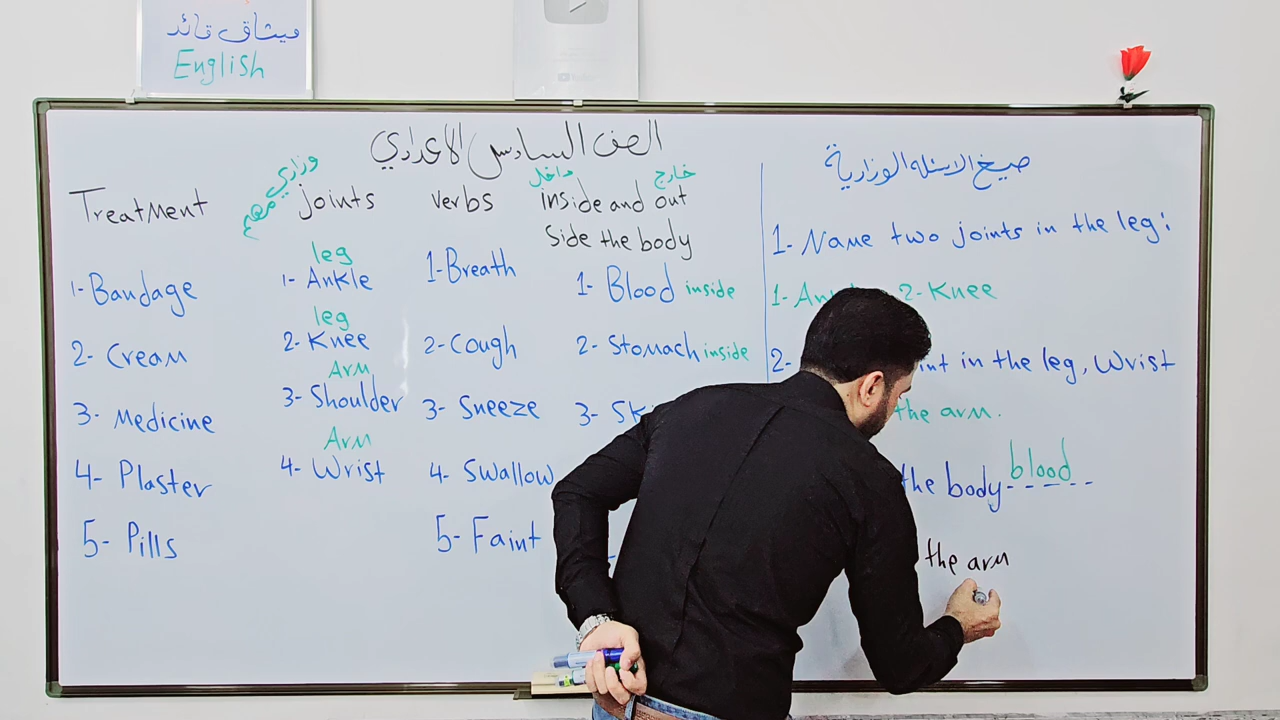 ميثاق قائد
English
الصف السادس الاعدادي
Treatment
1- Bandage
2- Cream
3- Medicine
4- Plaster
5- Pills
وزاري
مهم
joints
leg
1- Ankle
leg
2- Knee
Arm
3- Shoulder
Arm
4- Wrist
verbs
1- Breath
2- Cough
3- Sneeze
4- Swallow
5- Faint
داخل خارج
inside and out
side the body
1- Blood inside
2- Stomach inside
3- Sk
صيغ الاسئله الوزارية
1- Name two joints in the leg:
1- An 2- Knee
2- int in the leg, Wrist
the arm.
the body - - - - - blood
the arm